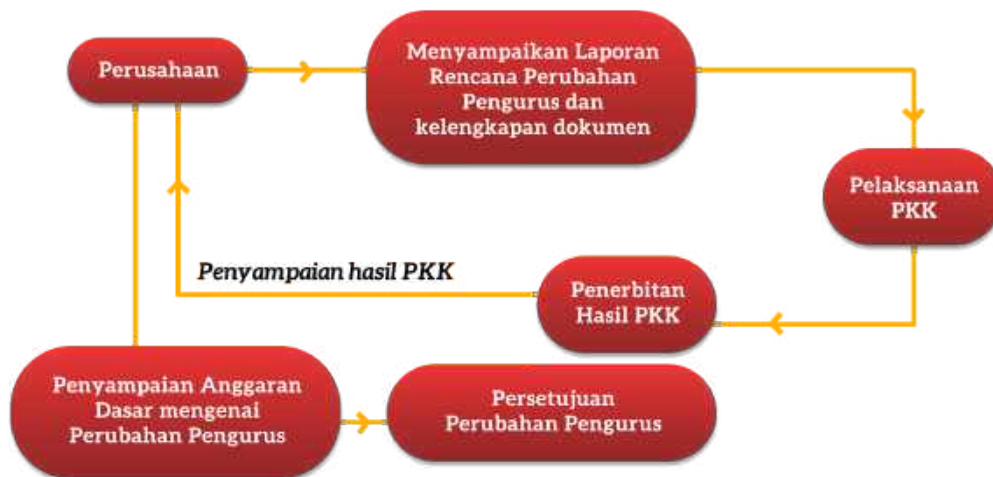 Perusahaan
Menyampaikan Laporan
Rencana Perubahan
Pengurus dan
kelengkapan dokumen
Pelaksanaan
PKK
Penyampaian hasil PKK
Penerbitan
Hasil PKK
Penyampaian Anggaran
Dasar mengenai
Perubahan Pengurus
Persetujuan
Perubahan Pengurus